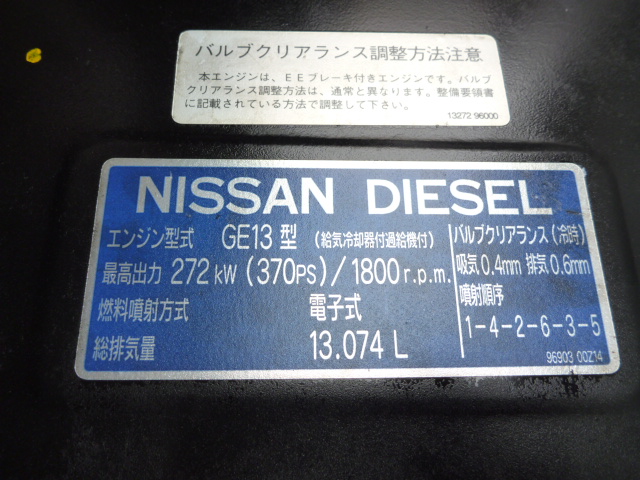 バルブクリアランス調整方法注意
本エンジンは、EEブレーキ付きエンジンです。バルブ
クリアランス調整方法は、通常と異なります。整備要領書
に記載されている方法で調整して下さい。
13272 96000
NISSAN DIESEL
エンジン型式 GE13型 (給気冷却器付過給機付)
最高出力 272 kW (370PS)/1800 r.p.m.
燃料噴射方式 電子式
総排気量 13.074 L
バルブクリアランス (冷時)
吸気 0.4mm 排気 0.6mm
噴射順序
1-4-2-6-3-5
96903 00Z14